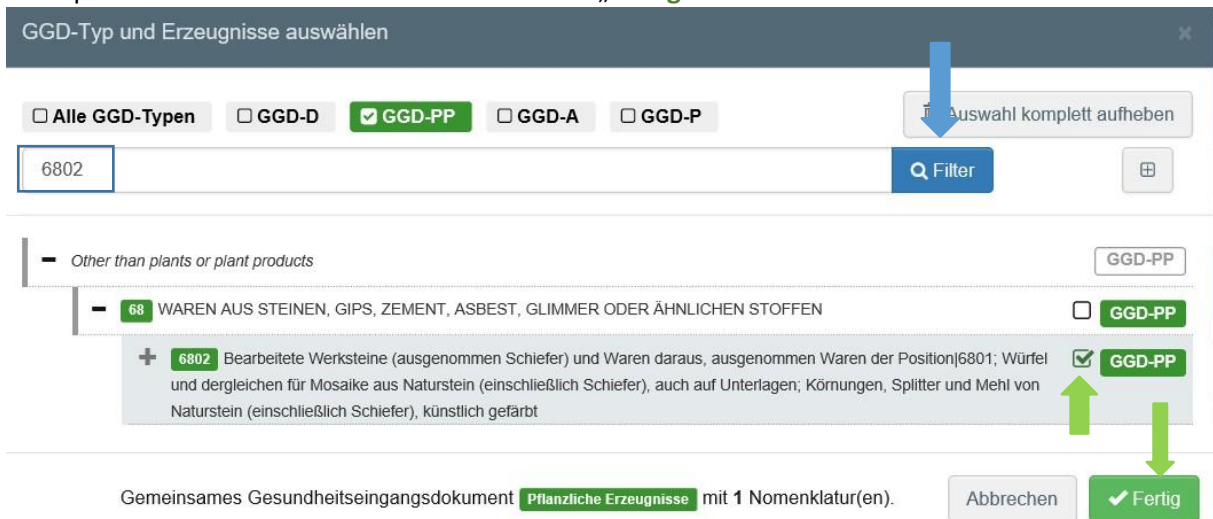 GGD-Typ und Erzeugnisse auswählen
Alle GGD-Typen GGD-D GGD-PP GGD-A GGD-P Auswahl komplett aufheben
6802 Filter
Other than plants or plant products GGD-PP
68 WAREN AUS STEINEN, GIPS, ZEMENT, ASBEST, GLIMMER ODER ÄHNLICHEN STOFFEN GGD-PP
6802 Bearbeitete Werksteine (ausgenommen Schiefer) und Waren daraus, ausgenommen Waren der Position|6801; Würfel GGD-PP
und dergleichen für Mosaike aus Naturstein (einschließlich Schiefer), auch auf Unterlagen; Körnungen, Splitter und Mehl von
Naturstein (einschließlich Schiefer), künstlich gefärbt
Gemeinsames Gesundheitseingangsdokument Pflanzliche Erzeugnisse mit 1 Nomenklatur(en). Abbrechen Fertig